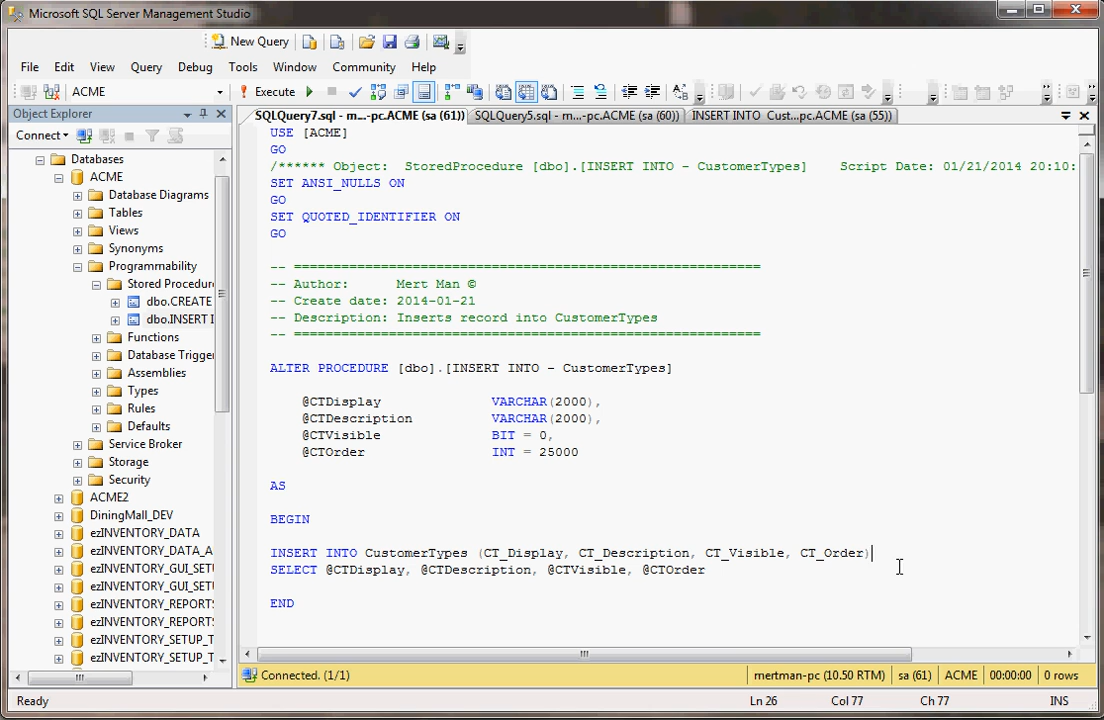 Microsoft SQL Server Management Studio
New Query
File Edit View Query Debug Tools Window Community Help
ACME
Execute
Object Explorer
Connect
Databases
ACME
Database Diagrams
Tables
Views
Synonyms
Programmability
Stored Procedure
dbo.CREATE
dbo.INSERT I
Functions
Database Trigge
Assemblies
Types
Rules
Defaults
Service Broker
Storage
Security
ACME2
DiningMall_DEV
ezINVENTORY_DATA
ezINVENTORY_DATA_A
ezINVENTORY_GUI_SETU
ezINVENTORY_GUI_SETU
ezINVENTORY_REPORTS
ezINVENTORY_REPORTS
ezINVENTORY_SETUP_T
ezINVENTORY_SETUP_T
SQLQuery7.sql - m...-pc.ACME (sa (61)) SQLQuery5.sql - m...-pc.ACME (sa (60)) INSERT INTO Cust...pc.ACME (sa (55))
USE [ACME]
GO
/****** Object: StoredProcedure [dbo].[INSERT INTO - CustomerTypes] Script Date: 01/21/2014 20:10:
SET ANSI_NULLS ON
GO
SET QUOTED_IDENTIFIER ON
GO
-- ===========================================================
-- Author: Mert Man ©
-- Create date: 2014-01-21
-- Description: Inserts record into CustomerTypes
-- ===========================================================
ALTER PROCEDURE [dbo].[INSERT INTO - CustomerTypes]
@CTDisplay VARCHAR(2000),
@CTDescription VARCHAR(2000),
@CTVisible BIT = 0,
@CTOrder INT = 25000
AS
BEGIN
INSERT INTO CustomerTypes (CT_Display, CT_Description, CT_Visible, CT_Order)
SELECT @CTDisplay, @CTDescription, @CTVisible, @CTOrder
END
Connected. (1/1) mertman-pc (10.50 RTM) sa (61) ACME 00:00:00 0 rows
Ready Ln 26 Col 77 Ch 77 INS